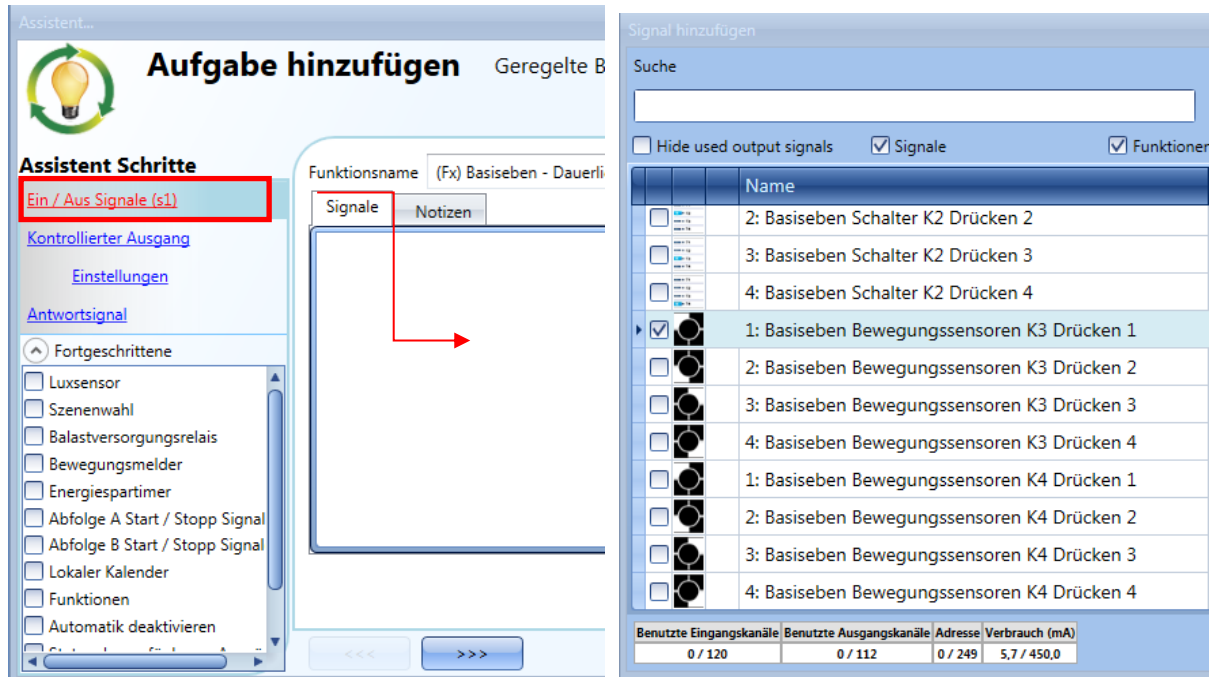 Assistent...
Aufgabe hinzufügen Geregelte B
Assistent Schritte
Ein / Aus Signale (s1)
Kontrollierter Ausgang
Einstellungen
Antwortsignal
Fortgeschrittene
Luxsensor
Szenenwahl
Balastversorgungsrelais
Bewegungsmelder
Energiespartimer
Abfolge A Start / Stopp Signal
Abfolge B Start / Stopp Signal
Lokaler Kalender
Funktionen
Automatik deaktivieren
Funktionsname (Fx) Basiseben - Dauerli
Signale Notizen
<<< >>>
Signal hinzufügen
Suche
Hide used output signals Signale Funktionen
Name
2: Basiseben Schalter K2 Drücken 2
3: Basiseben Schalter K2 Drücken 3
4: Basiseben Schalter K2 Drücken 4
1: Basiseben Bewegungssensoren K3 Drücken 1
2: Basiseben Bewegungssensoren K3 Drücken 2
3: Basiseben Bewegungssensoren K3 Drücken 3
4: Basiseben Bewegungssensoren K3 Drücken 4
1: Basiseben Bewegungssensoren K4 Drücken 1
2: Basiseben Bewegungssensoren K4 Drücken 2
3: Basiseben Bewegungssensoren K4 Drücken 3
4: Basiseben Bewegungssensoren K4 Drücken 4
Benutzte Eingangskanäle Benutzte Ausgangskanäle Adresse Verbrauch (mA)
0 / 120 0 / 112 0 / 249 5,7 / 450,0